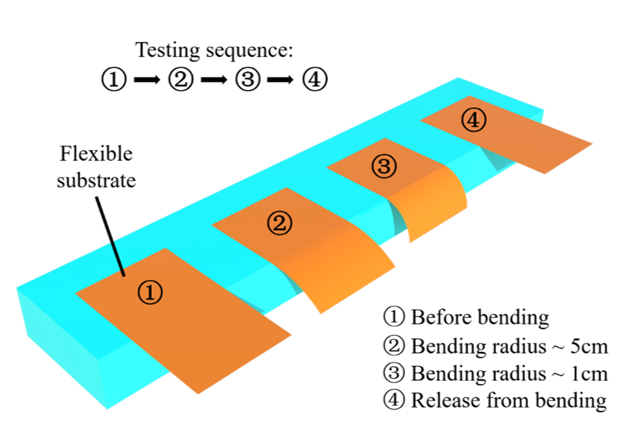 Testing sequence:
① → ② → ③ → ④
Flexible
substrate
①
②
③
④
① Before bending
② Bending radius ~ 5cm
③ Bending radius ~ 1cm
④ Release from bending